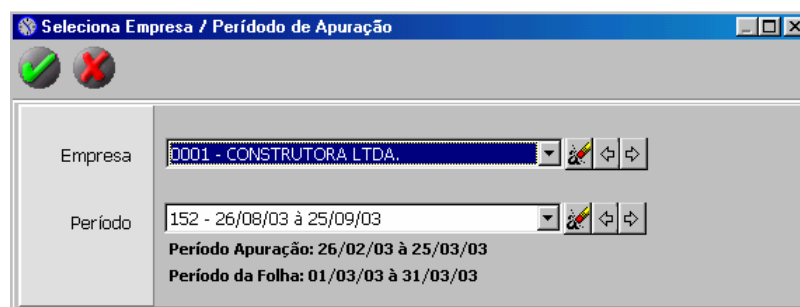 Seleciona Empresa / Perídodo de Apuração
Empresa
0001 - CONSTRUTORA LTDA.
Período
152 - 26/08/03 à 25/09/03
Período Apuração: 26/02/03 à 25/03/03
Período da Folha: 01/03/03 à 31/03/03